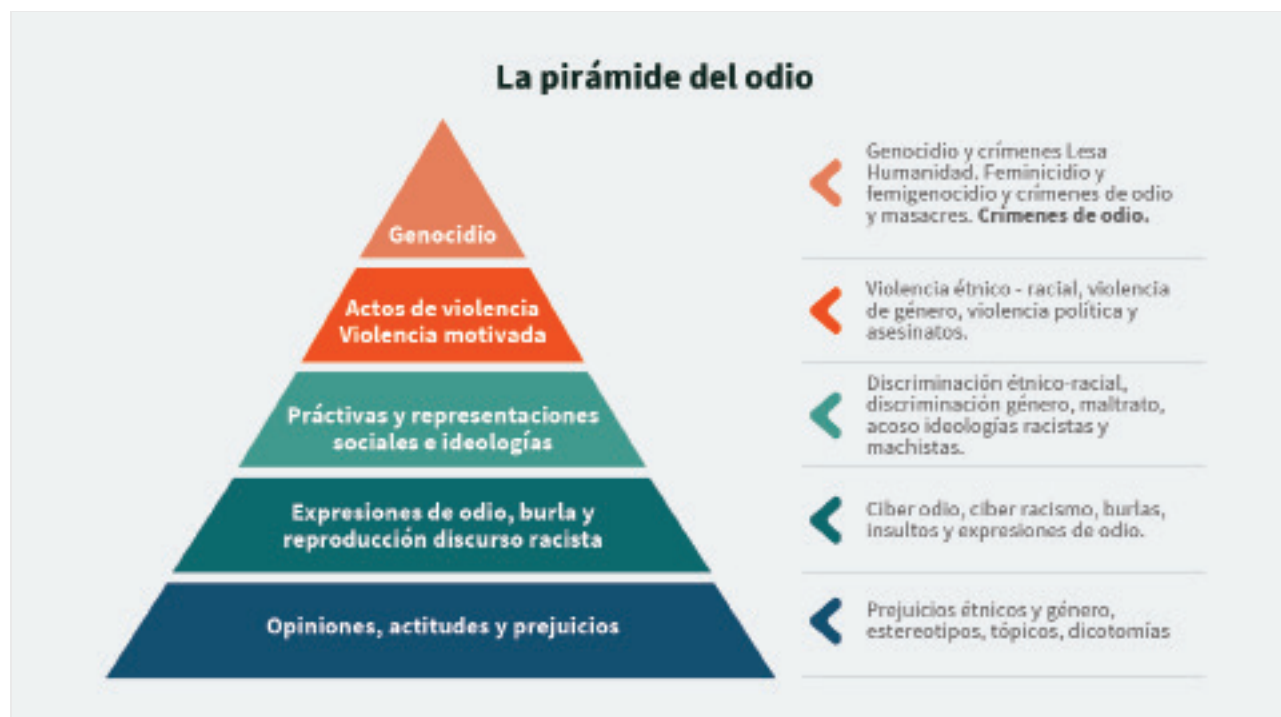 La pirámide del odio
Genocidio
Genocidio y crímenes Lesa
Humanidad. Feminicidio y
femigenocidio y crímenes de odio
y masacres. Crímenes de odio.
Actos de violencia
Violencia motivada
Violencia étnico - racial, violencia
de género, violencia política y
asesinatos.
Práctivas y representaciones
sociales e ideologías
Discriminación étnico-racial,
discriminación género, maltrato,
acoso ideologías racistas y
machistas.
Expresiones de odio, burla y
reproducción discurso racista
Ciber odio, ciber racismo, burlas,
insultos y expresiones de odio.
Opiniones, actitudes y prejuicios
Prejuicios étnicos y género,
estereotipos, tópicos, dicotomías